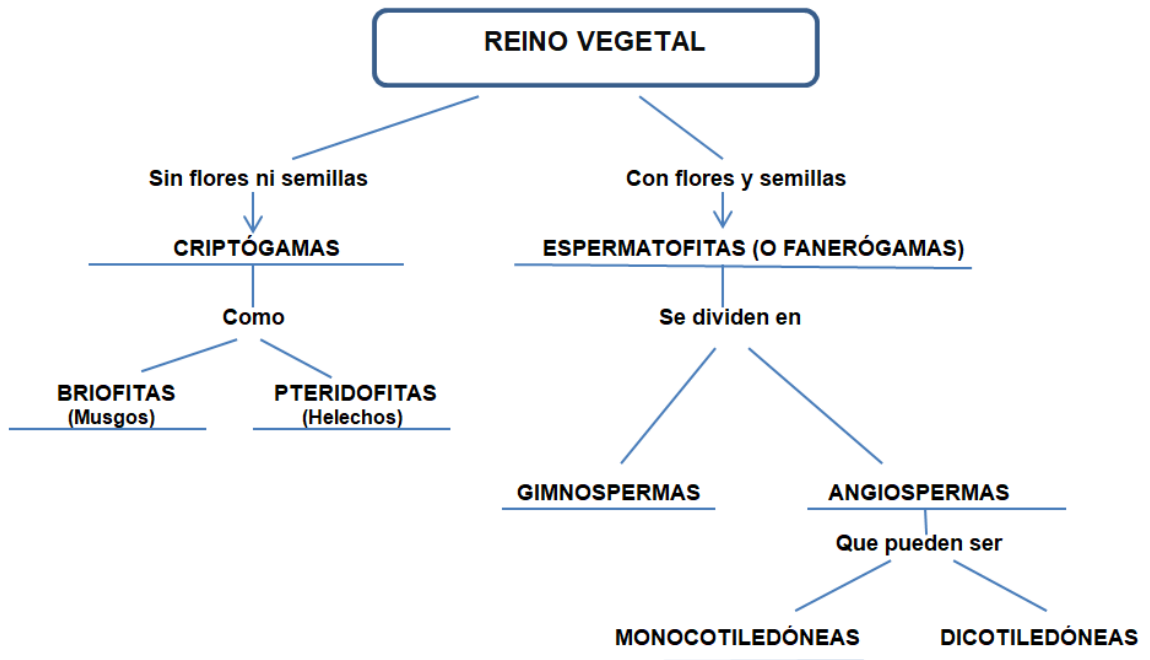 REINO VEGETAL
Sin flores ni semillas
Con flores y semillas
CRIPTÓGAMAS
ESPERMATOFITAS (O FANERÓGAMAS)
Como
Se dividen en
BRIOFITAS
(Musgos)
PTERIDOFITAS
(Helechos)
GIMNOSPERMAS
ANGIOSPERMAS
Que pueden ser
MONOCOTILEDÓNEAS
DICOTILEDÓNEAS